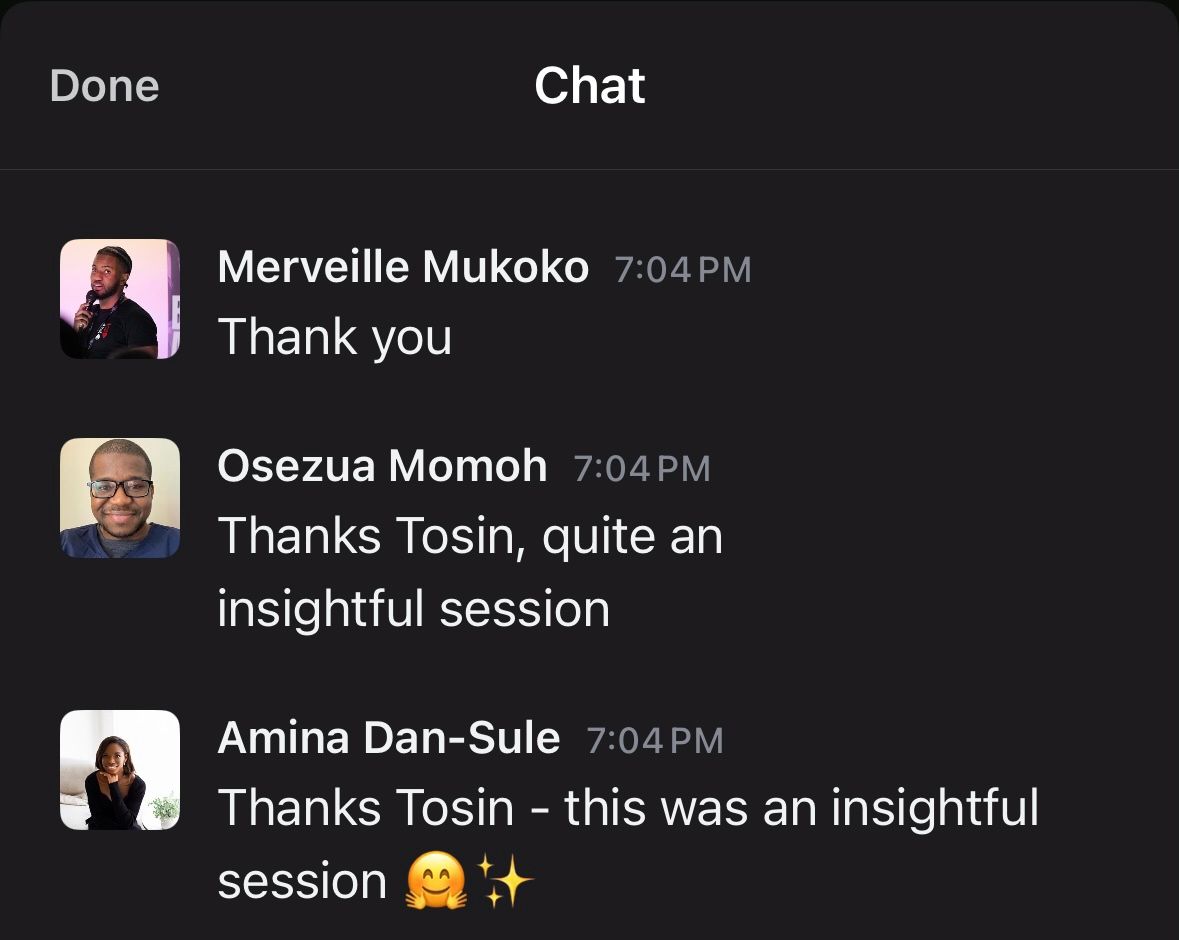 Done
Chat
Merveille Mukoko 7:04 PM
Thank you
Osezua Momoh 7:04 PM
Thanks Tosin, quite an
insightful session
Amina Dan-Sule 7:04 PM
Thanks Tosin - this was an insightful
session 🤗✨